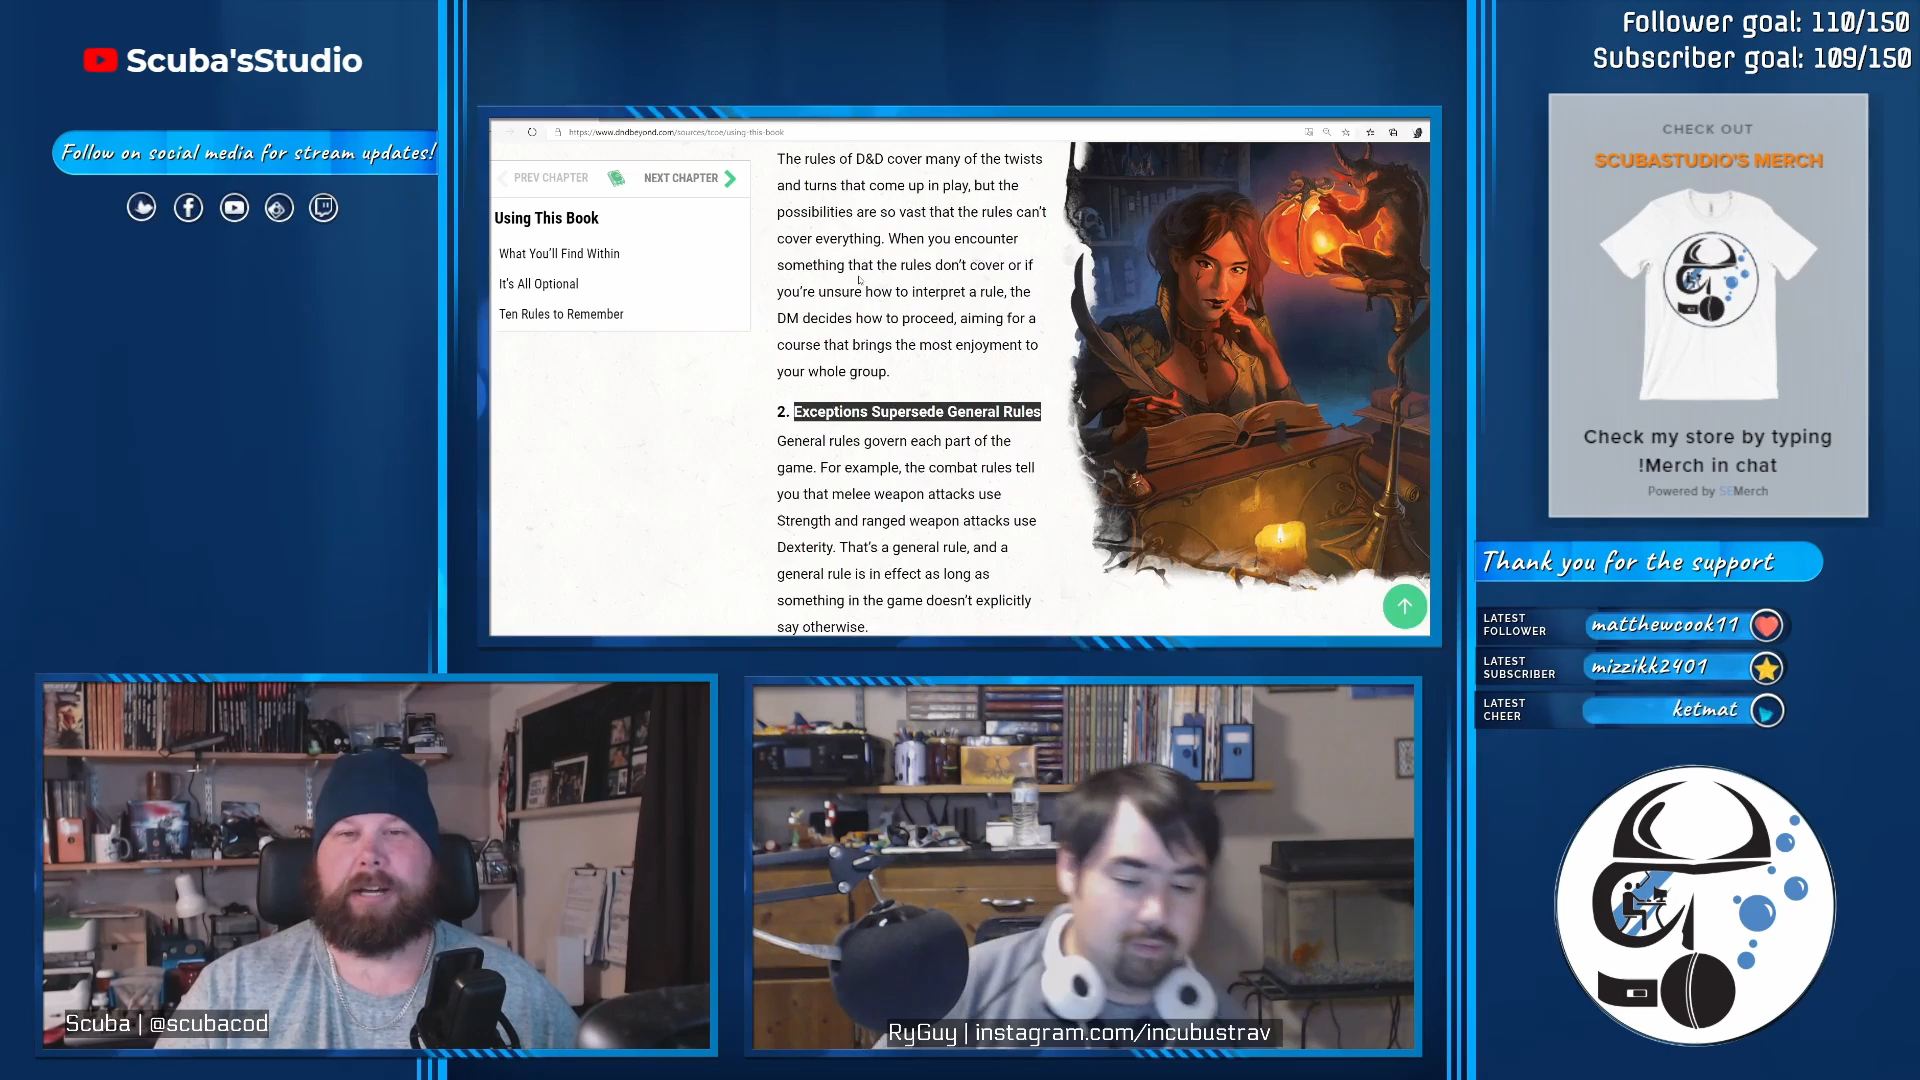 Scuba'sStudio
Follow on social media for stream updates!
Follower goal: 110/150
Subscriber goal: 109/150
https://www.dndbeyond.com/sources/tcoe/using-this-book
PREV CHAPTER
NEXT CHAPTER
Using This Book
What You'll Find Within
It's All Optional
Ten Rules to Remember
The rules of D&D cover many of the twists
and turns that come up in play, but the
possibilities are so vast that the rules can't
cover everything. When you encounter
something that the rules don't cover or if
you're unsure how to interpret a rule, the
DM decides how to proceed, aiming for a
course that brings the most enjoyment to
your whole group.
2. Exceptions Supersede General Rules
General rules govern each part of the
game. For example, the combat rules tell
you that melee weapon attacks use
Strength and ranged weapon attacks use
Dexterity. That's a general rule, and a
general rule is in effect as long as
something in the game doesn't explicitly
say otherwise.
CHECK OUT
SCUBASTUDIO'S MERCH
Check my store by typing
!Merch in chat
Powered by SEMerch
Thank you for the support
LATEST
FOLLOWER
matthewcook11
LATEST
SUBSCRIBER
mizzikk2401
LATEST
CHEER
ketmat
Scuba | @scubacod
RyGuy | instagram.com/incubustrav